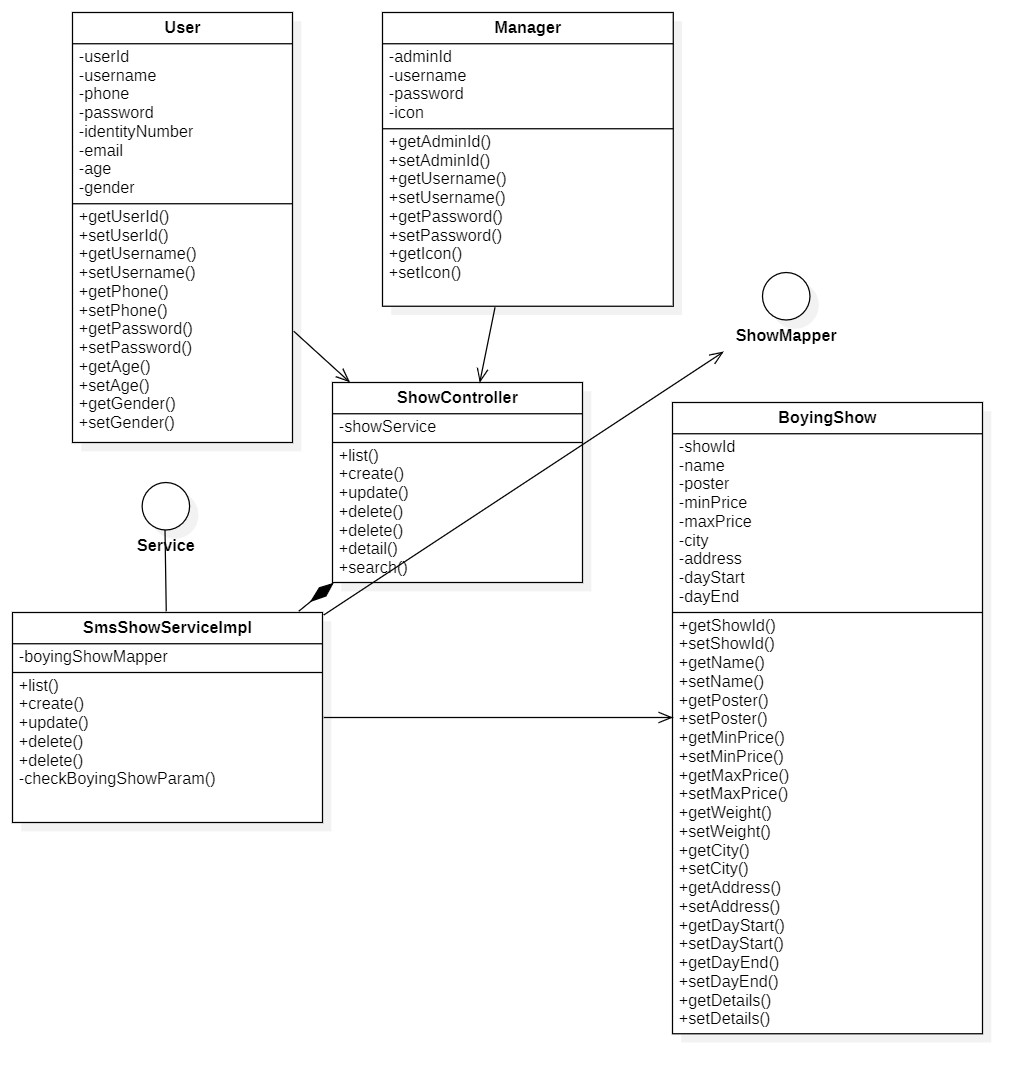 User
-userId
-username
-phone
-password
-identityNumber
-email
-age
-gender
+getUserId()
+setUserId()
+getUsername()
+setUsername()
+getPhone()
+setPhone()
+getPassword()
+setPassword()
+getAge()
+setAge()
+getGender()
+setGender()
Manager
-adminId
-username
-password
-icon
+getAdminId()
+setAdminId()
+getUsername()
+setUsername()
+getPassword()
+setPassword()
+getIcon()
+setIcon()
ShowMapper
ShowController
-showService
+list()
+create()
+update()
+delete()
+delete()
+detail()
+search()
Service
SmsShowServiceImpl
-boyingShowMapper
+list()
+create()
+update()
+delete()
+delete()
-checkBoyingShowParam()
BoyingShow
-showId
-name
-poster
-minPrice
-maxPrice
-city
-address
-dayStart
-dayEnd
+getShowId()
+setShowId()
+getName()
+setName()
+getPoster()
+setPoster()
+getMinPrice()
+setMinPrice()
+getMaxPrice()
+setMaxPrice()
+getWeight()
+setWeight()
+getCity()
+setCity()
+getAddress()
+setAddress()
+getDayStart()
+setDayStart()
+getDayEnd()
+setDayEnd()
+getDetails()
+setDetails()